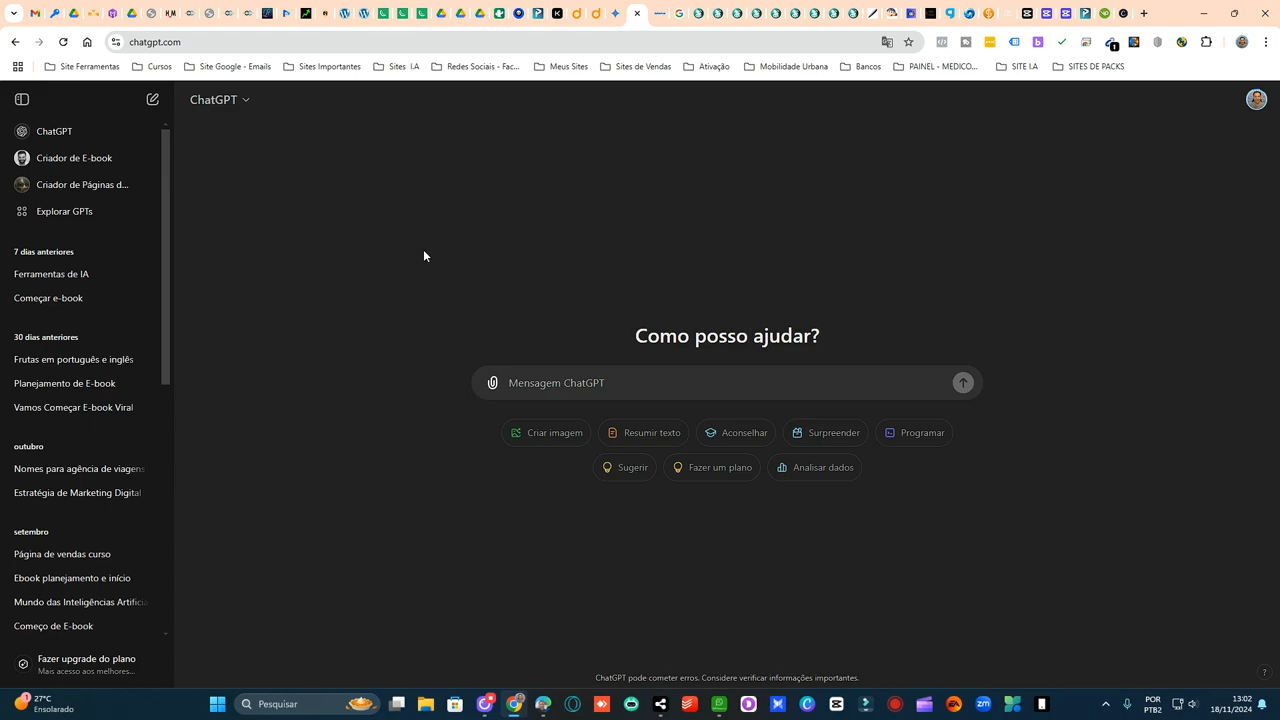 chatgpt.com
Site Ferramentas
Cursos
Site Google - Emails
Sites Importantes
Sites I.A
Redes Sociais - Fac...
Meus Sites
Sites de Vendas
Ativação
Mobilidade Urbana
Bancos
PAINEL - MEDICO...
SITE I.A
SITES DE PACKS
ChatGPT
ChatGPT
Criador de E-book
Criador de Páginas d...
Explorar GPTs
7 dias anteriores
Ferramentas de IA
Começar e-book
30 dias anteriores
Frutas em português e inglês
Planejamento de E-book
Vamos Começar E-book Viral
outubro
Nomes para agência de viagens
Estratégia de Marketing Digital
setembro
Página de vendas curso
Ebook planejamento e início
Mundo das Inteligências Artificia
Começo de E-book
Fazer upgrade do plano
Mais acesso aos melhores...
Como posso ajudar?
Mensagem ChatGPT
Criar imagem
Resumir texto
Aconselhar
Surpreender
Programar
Sugerir
Fazer um plano
Analisar dados
ChatGPT pode cometer erros. Considere verificar informações importantes.
?
1
27°C
Ensolarado
Pesquisar
POR
PTB2
13:02
18/11/2024